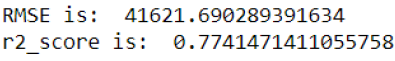 RMSE is:  41621.690289391634
r2_score is:  0.7741471411055758